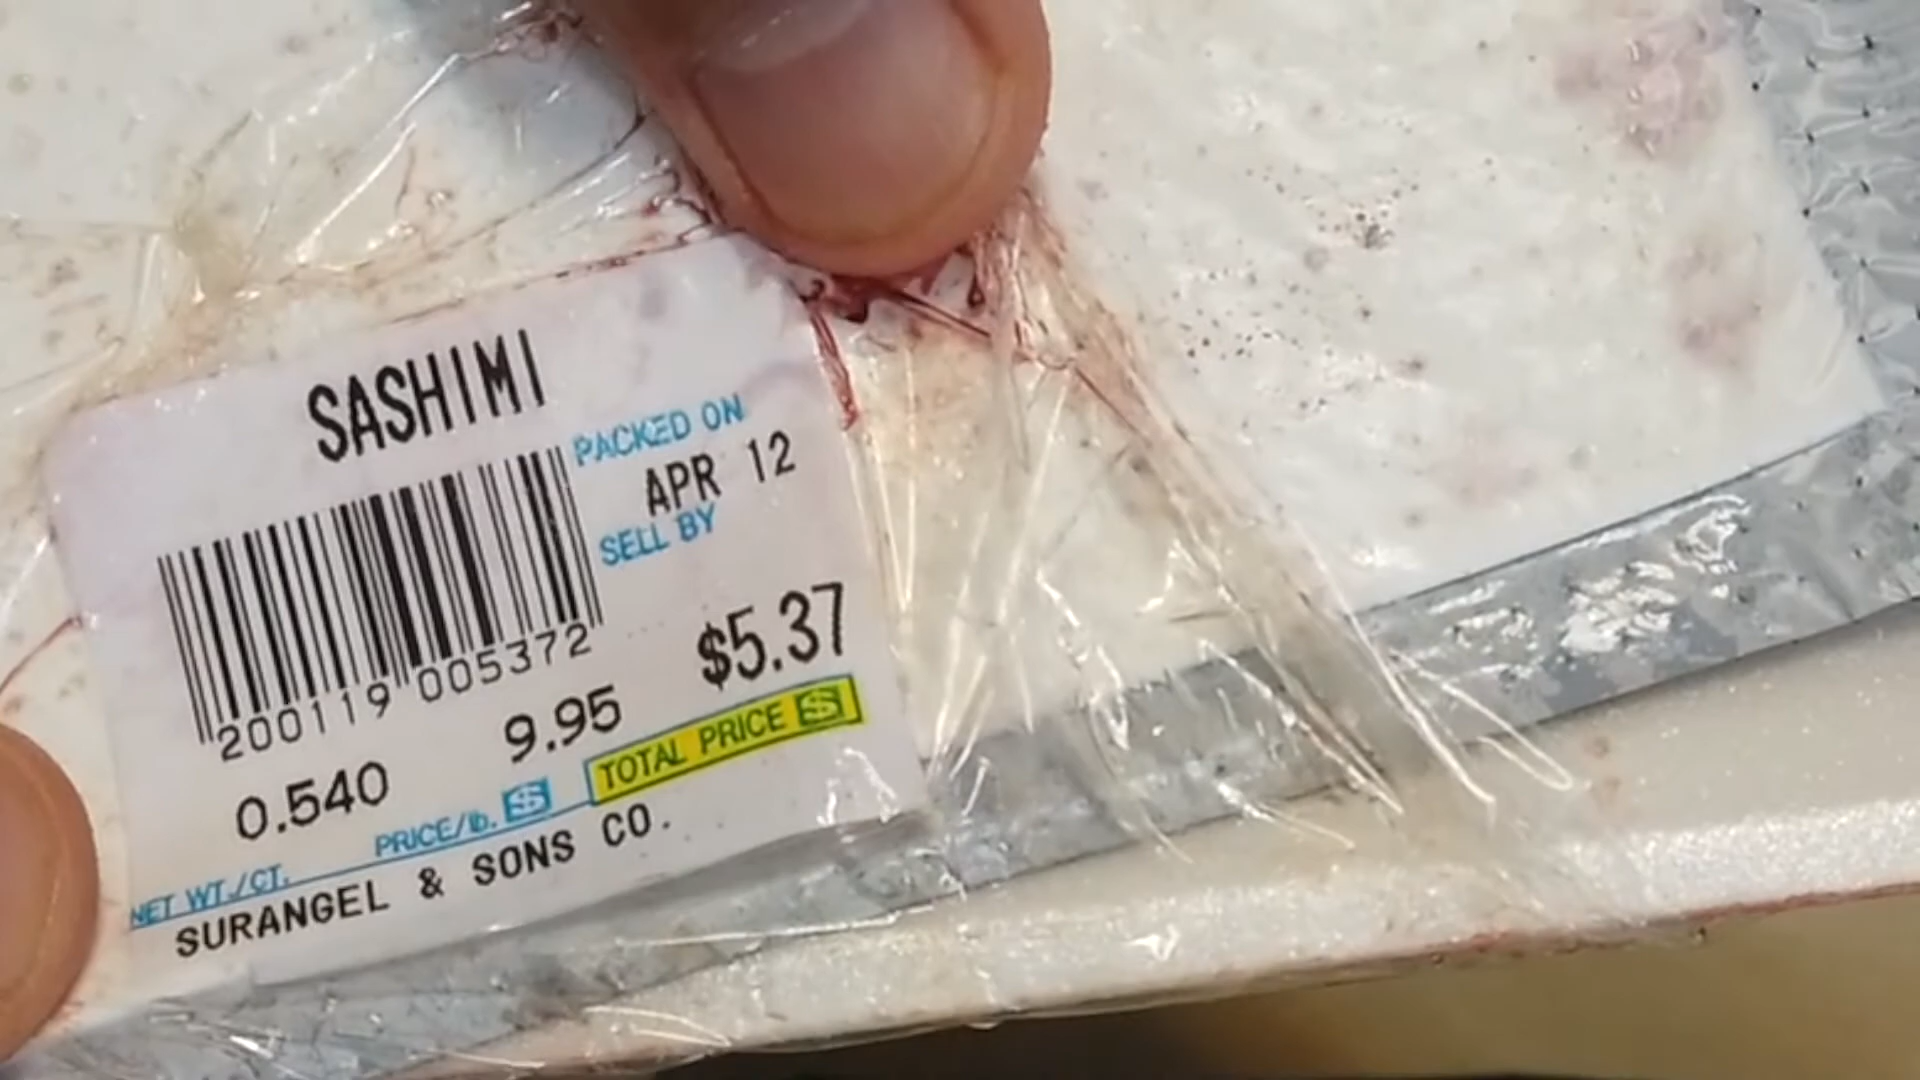 SASHIMI
PACKED ON
APR 12
SELL BY
200119 005372
$5.37
9.95
TOTAL PRICE $
0.540
PRICE/lb. $
NET WT./CT.
SURANGEL & SONS CO.